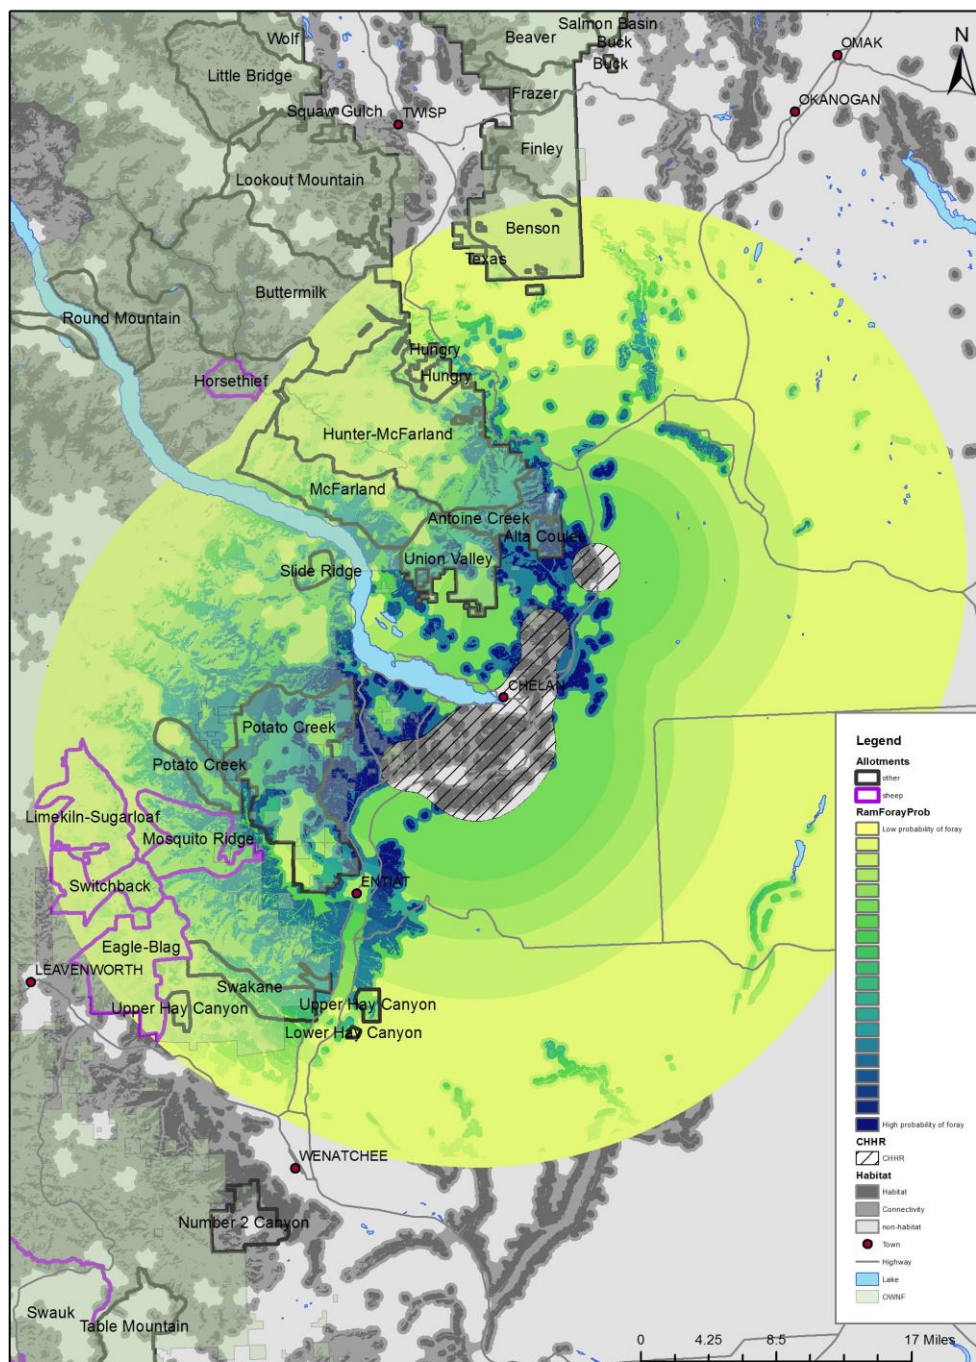 Salmon Basin
Wolf
Beaver
Buck
OMAK
N
Little Bridge
Buck
Frazer
OKANOGAN
Squaw Gulch
TWISP
Finley
Lookout Mountain
Benson
Texas
Buttermilk
Round Mountain
Hungry
Horsethief
Hungry
Hunter-McFarland
McFarland
Antoine Creek
Alta Coulee
Union Valley
Slide Ridge
CHELAN
Potato Creek
Potato Creek
Limekiln-Sugarloaf
Mosquito Ridge
Switchback
ENTIAT
Eagle-Blag
LEAVENWORTH
Swakane
Upper Hay Canyon
Upper Hay Canyon
Lower Hay Canyon
WENATCHEE
Number 2 Canyon
Swauk
Table Mountain
Legend
Allotments
other
sheep
RamForayProb
Low probability of foray
High probability of foray
CHHR
CHHR
Habitat
Habitat
Connectivity
non-habitat
Town
Highway
Lake
OWNF
0 4.25 8.5 17 Miles